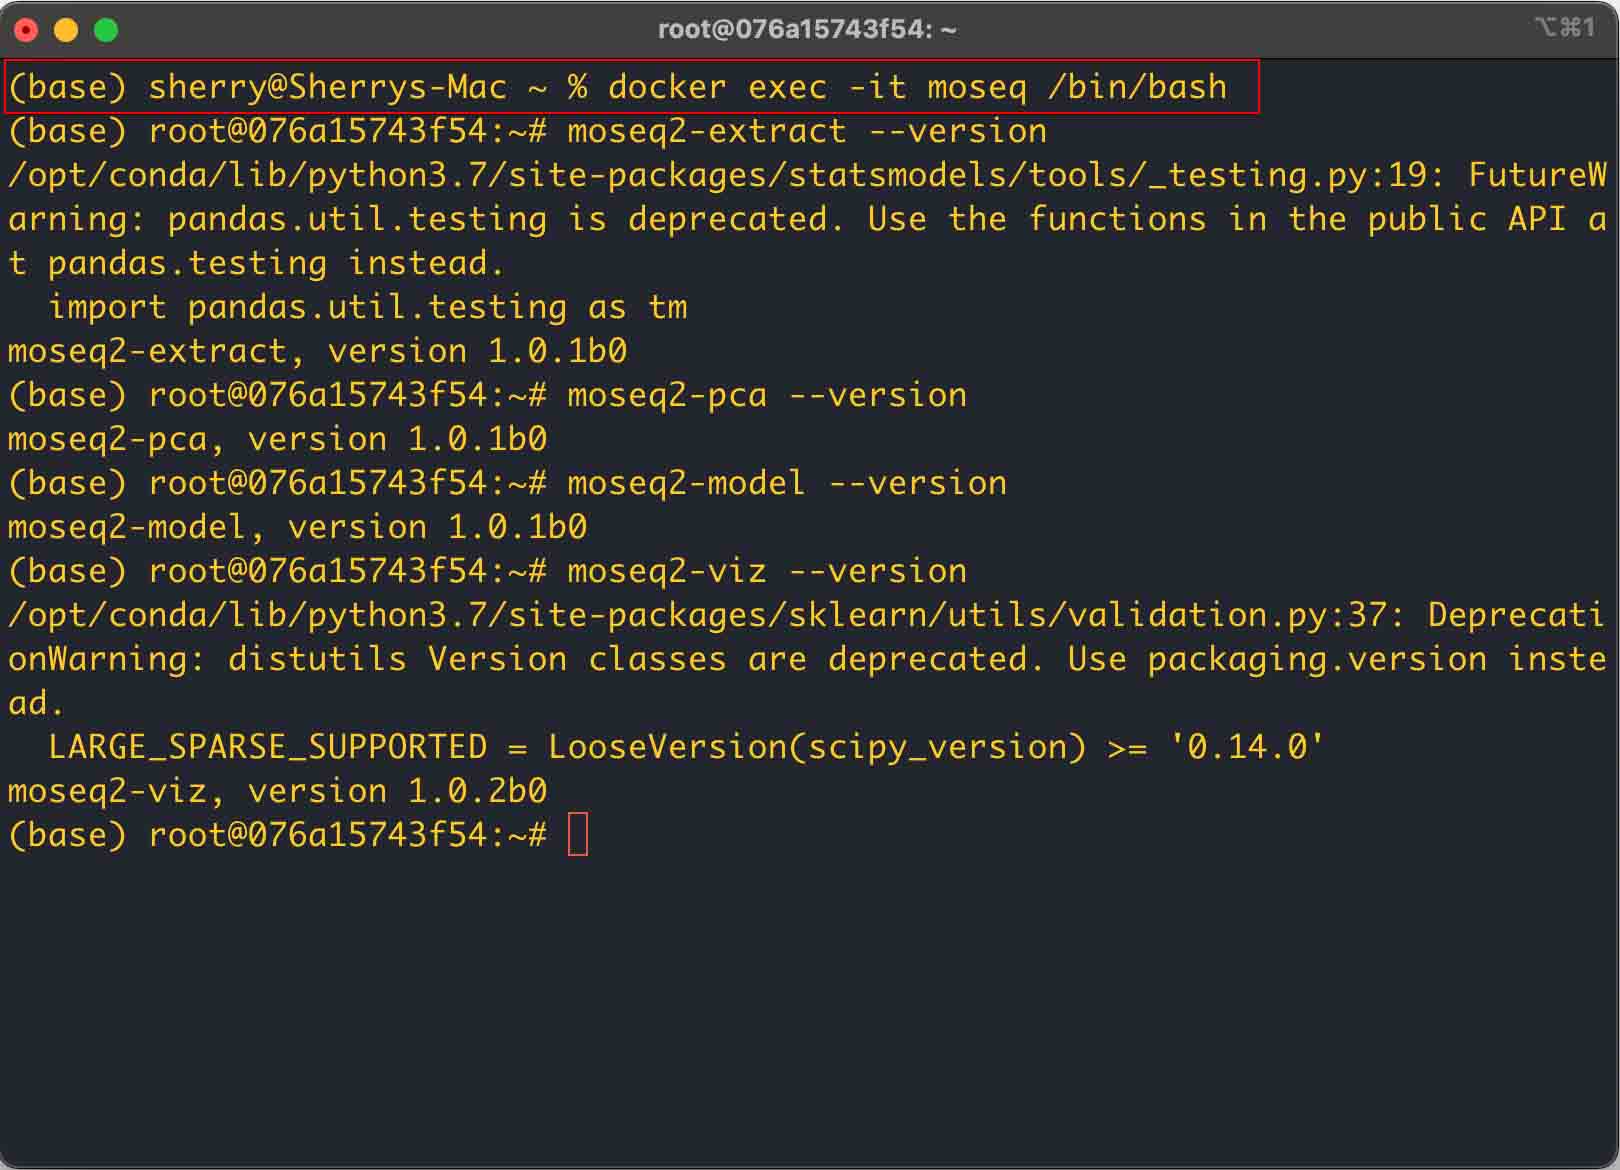 root@076a15743f54: ~
⌥⌘1
(base) sherry@Sherrys-Mac ~ % docker exec -it moseq /bin/bash
(base) root@076a15743f54:~# moseq2-extract --version
/opt/conda/lib/python3.7/site-packages/statsmodels/tools/_testing.py:19: FutureW
arning: pandas.util.testing is deprecated. Use the functions in the public API a
t pandas.testing instead.
  import pandas.util.testing as tm
moseq2-extract, version 1.0.1b0
(base) root@076a15743f54:~# moseq2-pca --version
moseq2-pca, version 1.0.1b0
(base) root@076a15743f54:~# moseq2-model --version
moseq2-model, version 1.0.1b0
(base) root@076a15743f54:~# moseq2-viz --version
/opt/conda/lib/python3.7/site-packages/sklearn/utils/validation.py:37: Deprecati
onWarning: distutils Version classes are deprecated. Use packaging.version inste
ad.
  LARGE_SPARSE_SUPPORTED = LooseVersion(scipy_version) >= '0.14.0'
moseq2-viz, version 1.0.2b0
(base) root@076a15743f54:~#